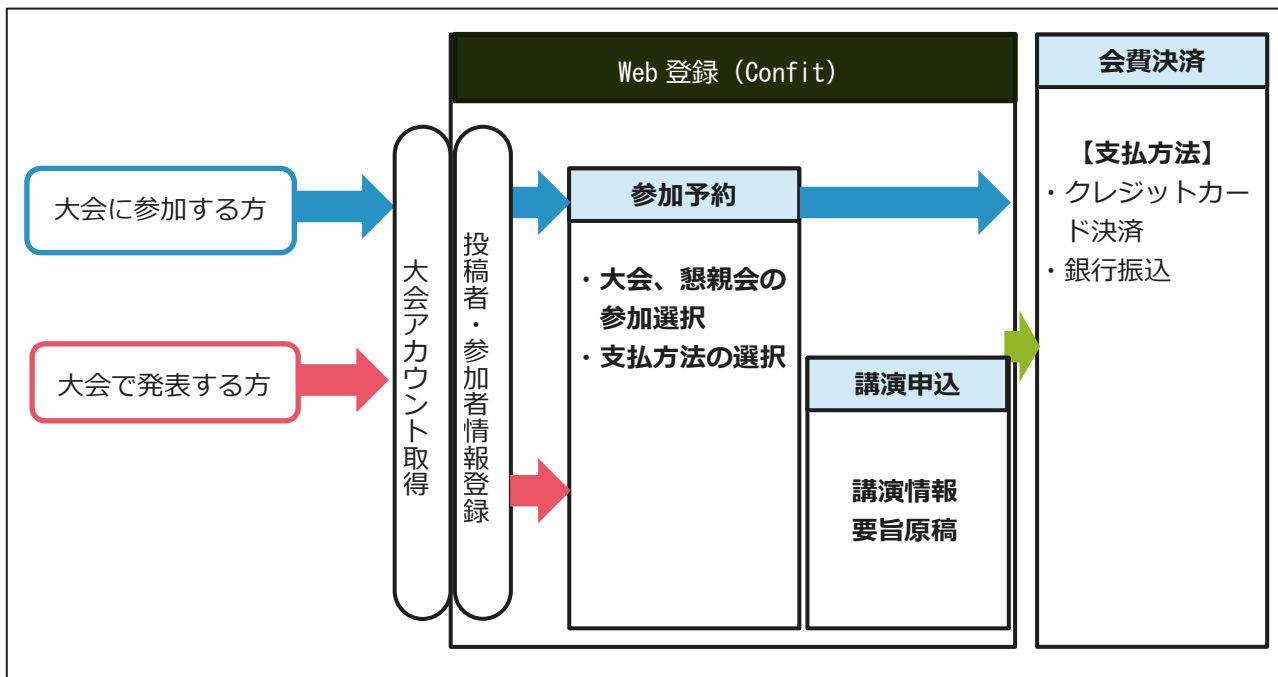 Web 登録（Confit）
会費決済
大会に参加する方
大会で発表する方
大会アカウント取得
投稿者・参加者情報登録
参加予約
・大会、懇親会の
参加選択
・支払方法の選択
講演申込
講演情報
要旨原稿
【支払方法】
・クレジットカー
ド決済
・銀行振込